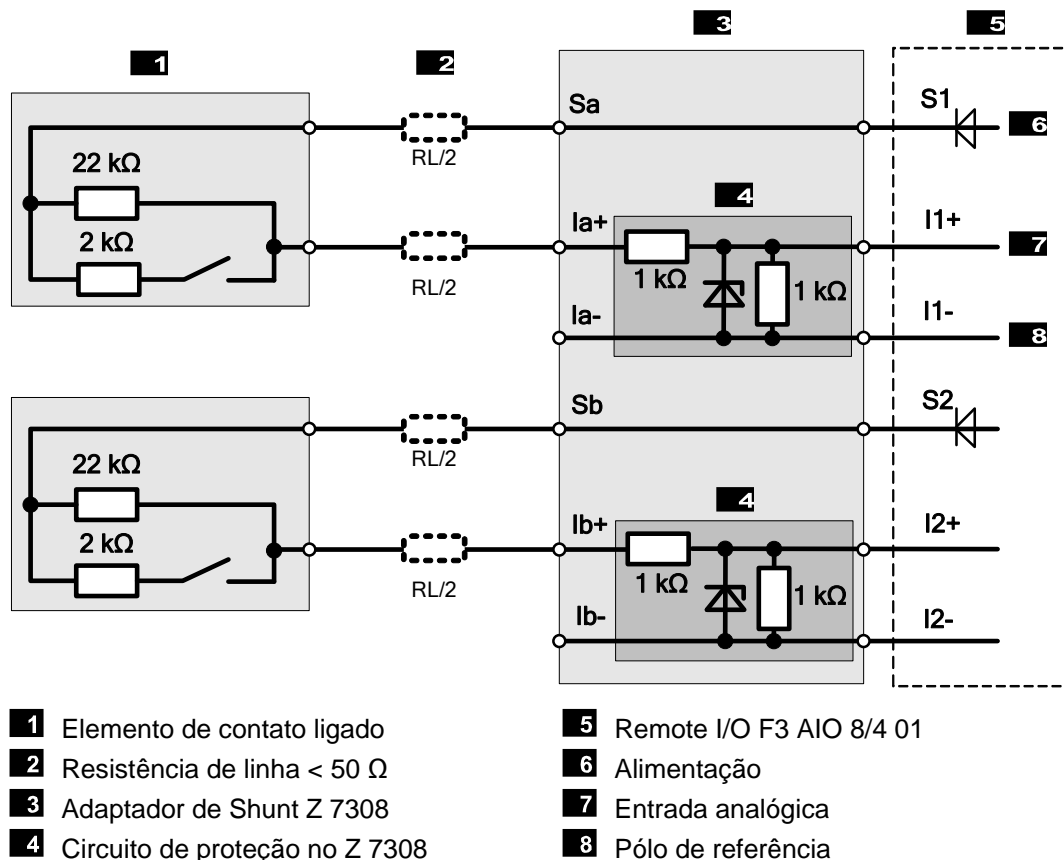 3
5
1
2
Sa
S1
6
RL/2
22 kΩ
4
Ia+
I1+
7
2 kΩ
1 kΩ
1 kΩ
RL/2
Ia-
I1-
8
Sb
S2
RL/2
22 kΩ
4
Ib+
I2+
2 kΩ
1 kΩ
1 kΩ
RL/2
Ib-
I2-
1 Elemento de contato ligado
2 Resistência de linha < 50 Ω
3 Adaptador de Shunt Z 7308
4 Circuito de proteção no Z 7308
5 Remote I/O F3 AIO 8/4 01
6 Alimentação
7 Entrada analógica
8 Pólo de referência